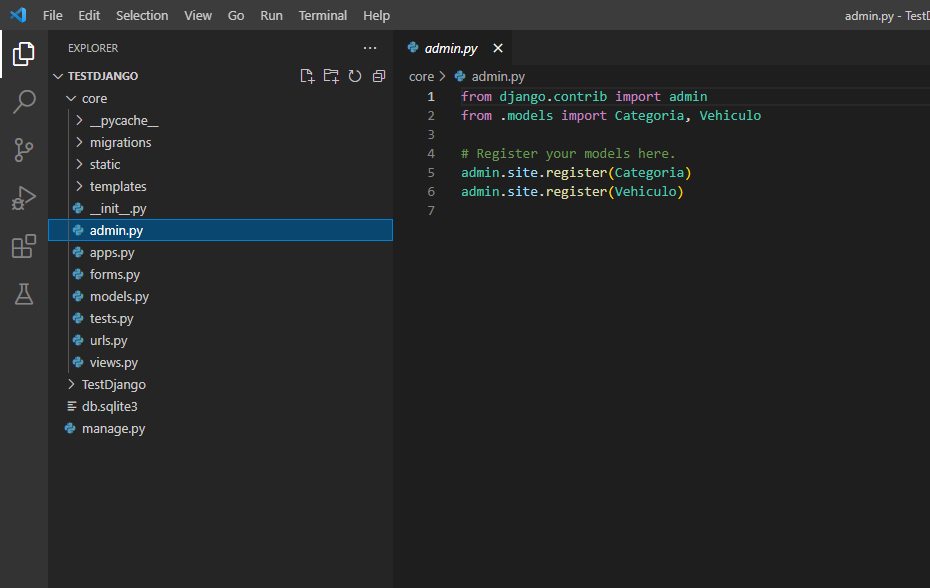 File Edit Selection View Go Run Terminal Help admin.py - Test
EXPLORER
TESTDJANGO
core
__pycache__
migrations
static
templates
__init__.py
admin.py
apps.py
forms.py
models.py
tests.py
urls.py
views.py
TestDjango
db.sqlite3
manage.py
admin.py
core > admin.py
1 from django.contrib import admin
2 from .models import Categoria, Vehiculo
3
4 # Register your models here.
5 admin.site.register(Categoria)
6 admin.site.register(Vehiculo)
7